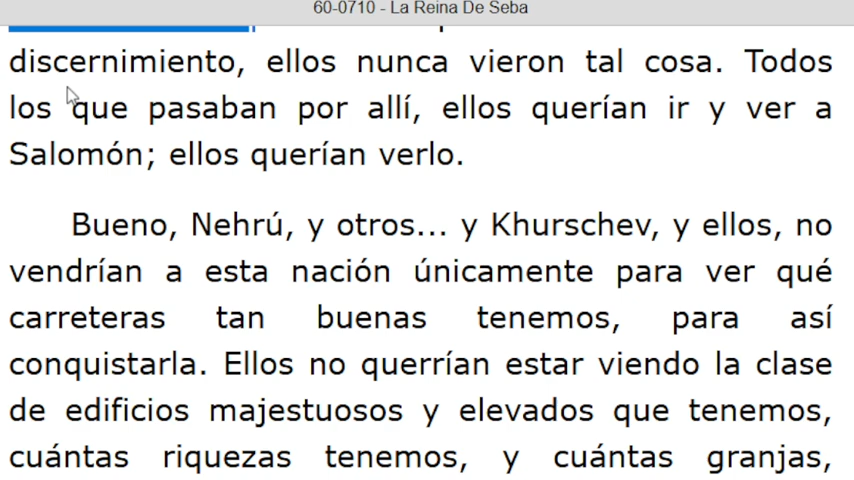 60-0710 - La Reina De Seba
discernimiento, ellos nunca vieron tal cosa. Todos
los que pasaban por allí, ellos querían ir y ver a
Salomón; ellos querían verlo.
Bueno, Nehrú, y otros... y Khurschev, y ellos, no
vendrían a esta nación únicamente para ver qué
carreteras tan buenas tenemos, para así
conquistarla. Ellos no querrían estar viendo la clase
de edificios majestuosos y elevados que tenemos,
cuántas riquezas tenemos, y cuántas granjas,